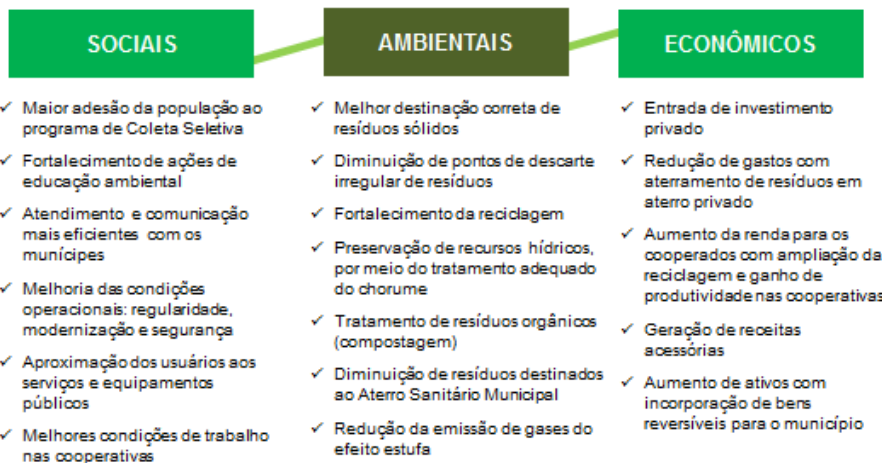 SOCIAIS
✓ Maior adesão da população ao
programa de Coleta Seletiva
✓ Fortalecimento de ações de
educação ambiental
✓ Atendimento e comunicação
mais eficientes com os
munícipes
✓ Melhoria das condições
operacionais: regularidade,
modernização e segurança
✓ Aproximação dos usuários aos
serviços e equipamentos
públicos
✓ Melhores condições de trabalho
nas cooperativas
AMBIENTAIS
✓ Melhor destinação correta de
resíduos sólidos
✓ Diminuição de pontos de descarte
irregular de resíduos
✓ Fortalecimento da reciclagem
✓ Preservação de recursos hídricos,
por meio do tratamento adequado
do chorume
✓ Tratamento de resíduos orgânicos
(compostagem)
✓ Diminuição de resíduos destinados
ao Aterro Sanitário Municipal
✓ Redução da emissão de gases do
efeito estufa
ECONÔMICOS
✓ Entrada de investimento
privado
✓ Redução de gastos com
aterramento de resíduos em
aterro privado
✓ Aumento da renda para os
cooperados com ampliação da
reciclagem e ganho de
produtividade nas cooperativas
✓ Geração de receitas
acessórias
✓ Aumento de ativos com
incorporação de bens
reversíveis para o município